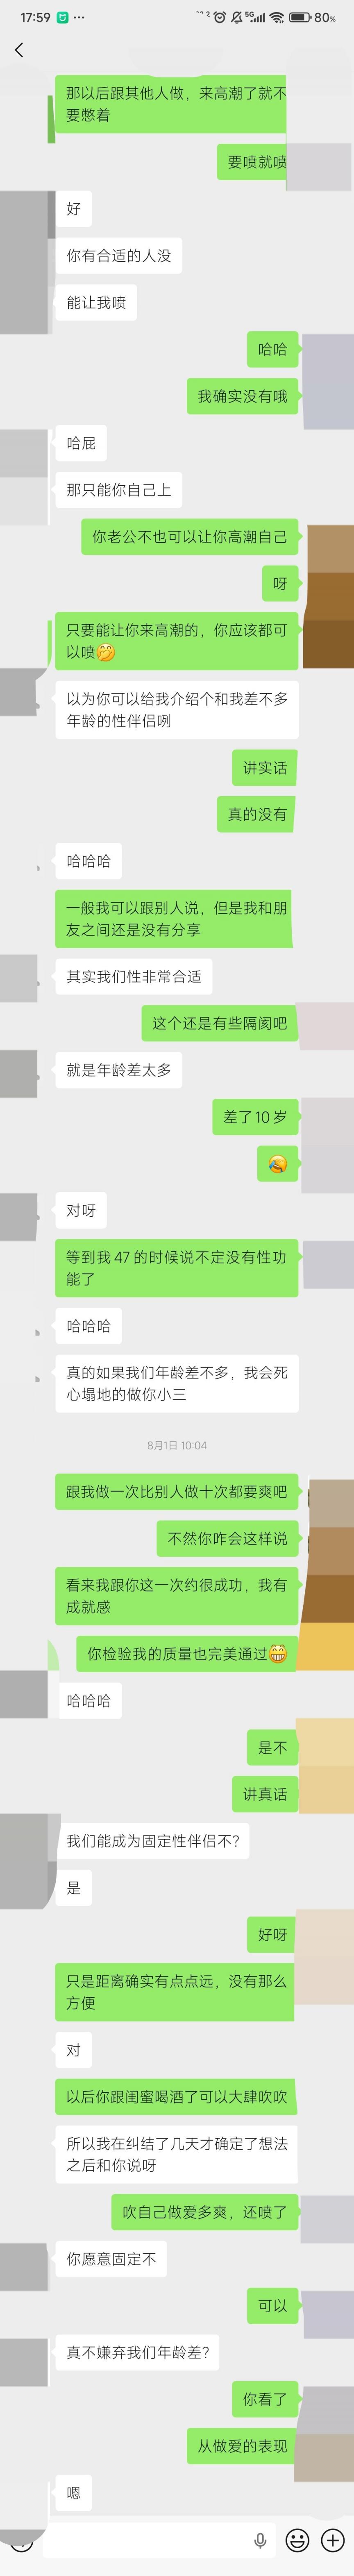 17:59
5G
80%
那以后跟其他人做，来高潮了就不
要憋着
要喷就喷
好
你有合适的人没
能让我喷
哈哈
我确实没有哦
哈屁
那只能你自己上
你老公不也可以让你高潮自己
呀
只要能让你来高潮的，你应该都可
以喷🤭
以为你可以给我介绍个和我差不多
年龄的性伴侣咧
讲实话
真的没有
哈哈哈
一般我可以跟别人说，但是我和朋
友之间还是没有分享
其实我们性非常合适
这个还是有些隔阂吧
就是年龄差太多
差了10岁
🤣
对呀
等到我47的时候说不定没有性功
能了
哈哈哈
真的如果我们年龄差不多，我会死
心塌地的做你小三
8月1日 10:04
跟我做一次比别人做十次都要爽吧
不然你咋会这样说
看来我跟你这一次约很成功，我有
成就感
你检验我的质量也完美通过😁
哈哈哈
是不
讲真话
我们能成为固定性伴侣不？
是
好呀
只是距离确实有点点远，没有那么
方便
对
以后你跟闺蜜喝酒了可以大肆吹吹
所以我在纠结了几天才确定了想法
之后和你说呀
吹自己做爱多爽，还喷了
你愿意固定不
可以
真不嫌弃我们年龄差？
你看了
从做爱的表现
嗯